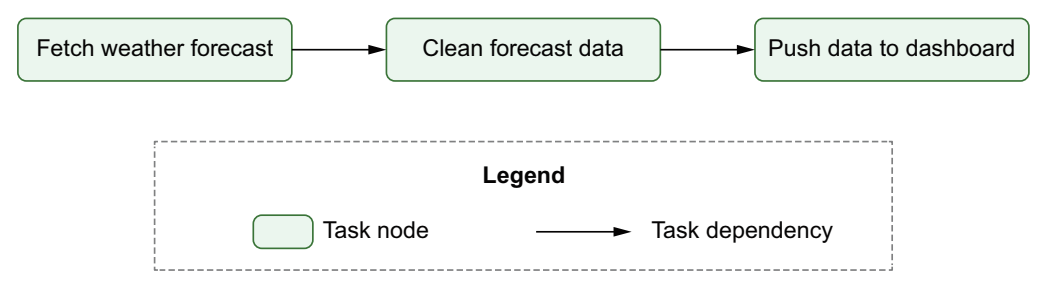 Fetch weather forecast
Clean forecast data
Push data to dashboard
Legend
Task node
Task dependency